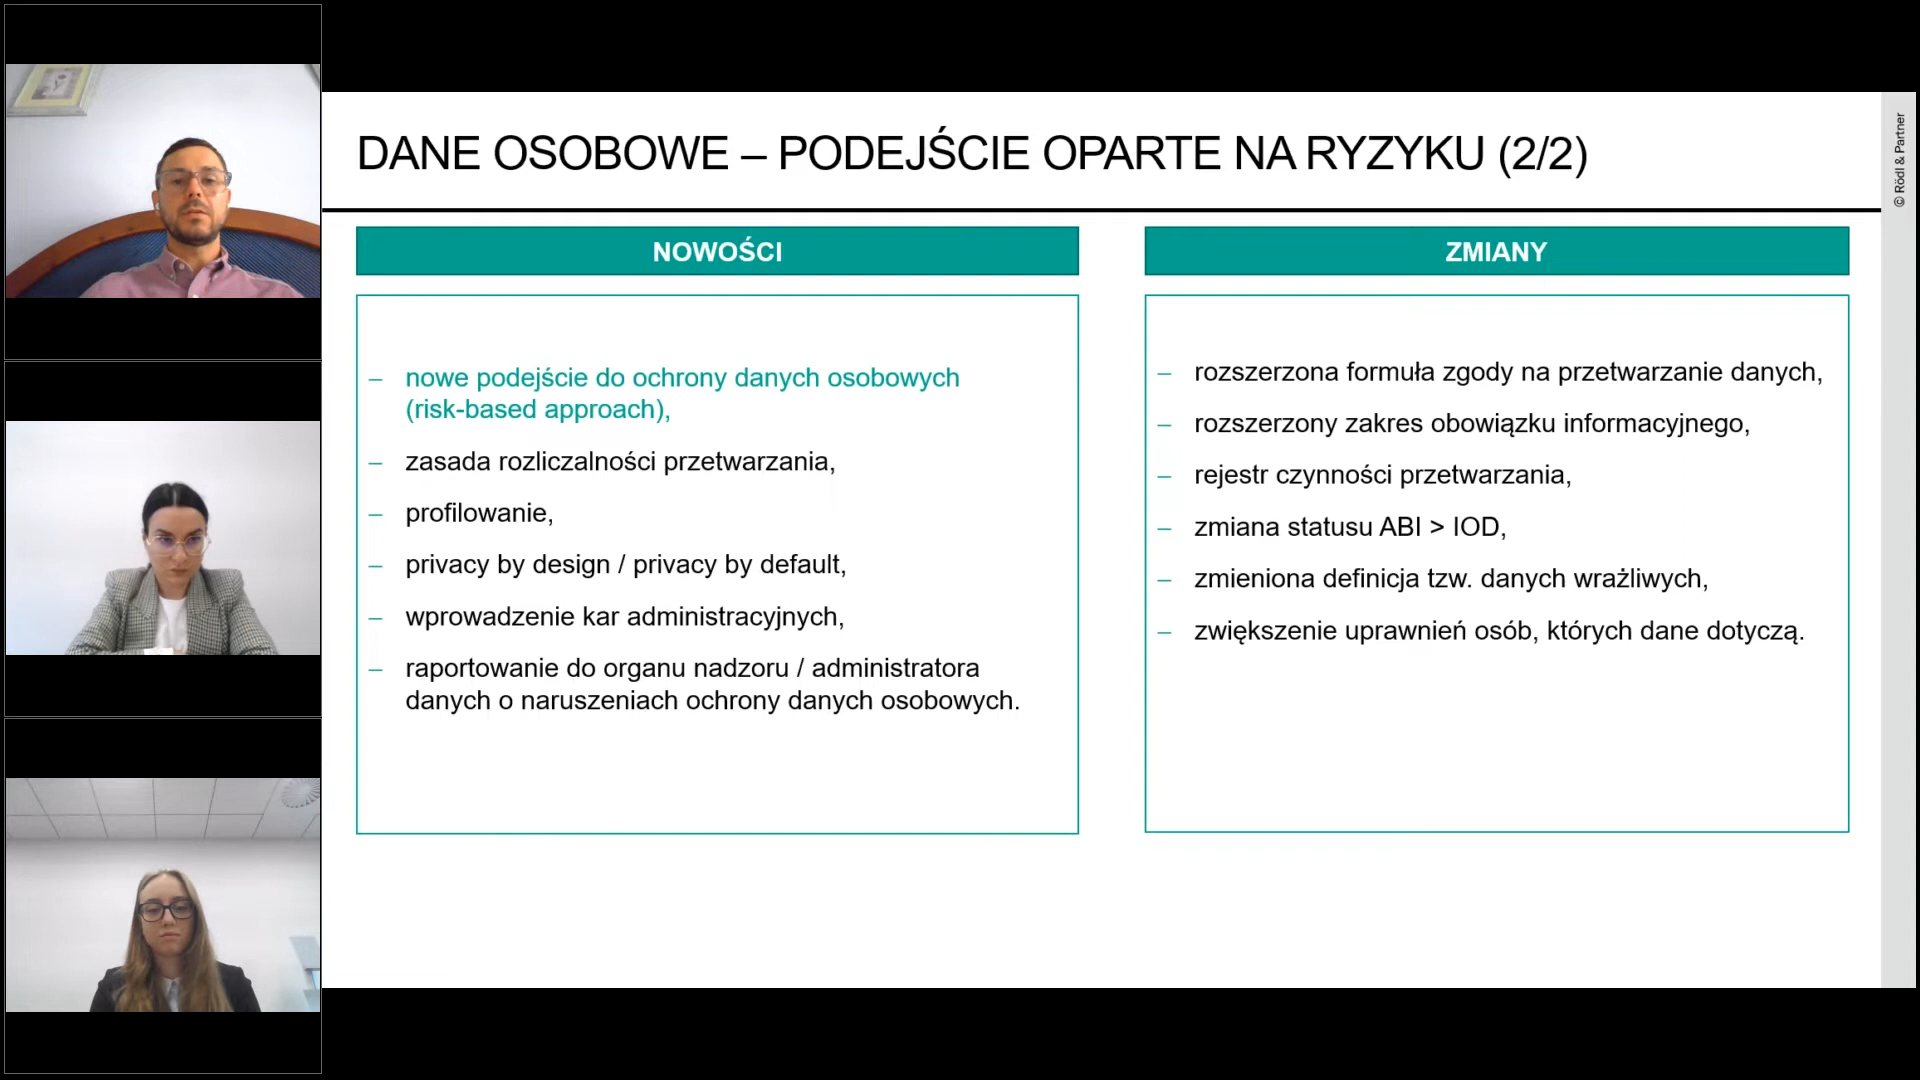 DANE OSOBOWE – PODEJŚCIE OPARTE NA RYZYKU (2/2)
© Rödl & Partner
NOWOŚCI
– nowe podejście do ochrony danych osobowych
(risk-based approach),
– zasada rozliczalności przetwarzania,
– profilowanie,
– privacy by design / privacy by default,
– wprowadzenie kar administracyjnych,
– raportowanie do organu nadzoru / administratora
danych o naruszeniach ochrony danych osobowych.
ZMIANY
– rozszerzona formuła zgody na przetwarzanie danych,
– rozszerzony zakres obowiązku informacyjnego,
– rejestr czynności przetwarzania,
– zmiana statusu ABI > IOD,
– zmieniona definicja tzw. danych wrażliwych,
– zwiększenie uprawnień osób, których dane dotyczą.